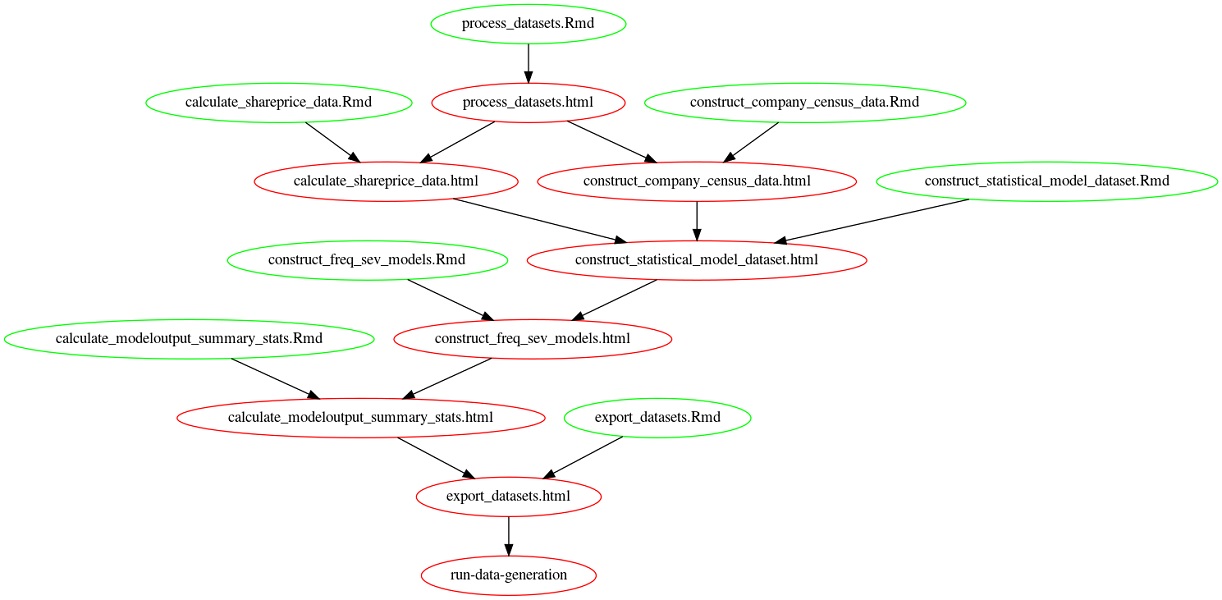 process_datasets.Rmd
calculate_shareprice_data.Rmd
process_datasets.html
construct_company_census_data.Rmd
calculate_shareprice_data.html
construct_company_census_data.html
construct_statistical_model_dataset.Rmd
construct_freq_sev_models.Rmd
construct_statistical_model_dataset.html
calculate_modeloutput_summary_stats.Rmd
construct_freq_sev_models.html
calculate_modeloutput_summary_stats.html
export_datasets.Rmd
export_datasets.html
run-data-generation